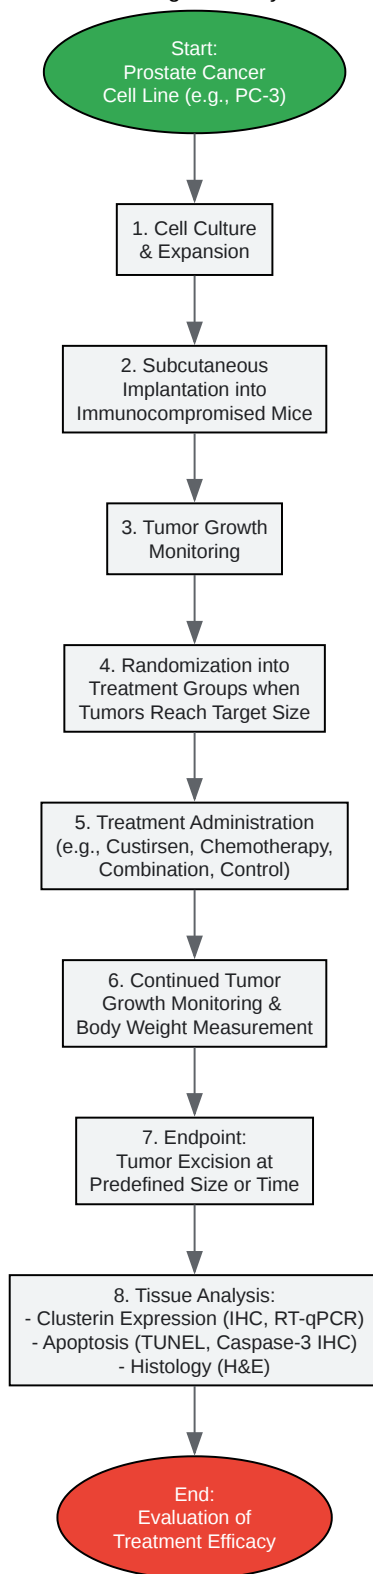 Start:
Prostate Cancer
Cell Line (e.g., PC-3)
1. Cell Culture
& Expansion
2. Subcutaneous
Implantation into
Immunocompromised Mice
3. Tumor Growth
Monitoring
4. Randomization into
Treatment Groups when
Tumors Reach Target Size
5. Treatment Administration
(e.g., Custirsen, Chemotherapy,
Combination, Control)
6. Continued Tumor
Growth Monitoring &
Body Weight Measurement
7. Endpoint:
Tumor Excision at
Predefined Size or Time
8. Tissue Analysis:
- Clusterin Expression (IHC, RT-qPCR)
- Apoptosis (TUNEL, Caspase-3 IHC)
- Histology (H&E)
End:
Evaluation of
Treatment Efficacy